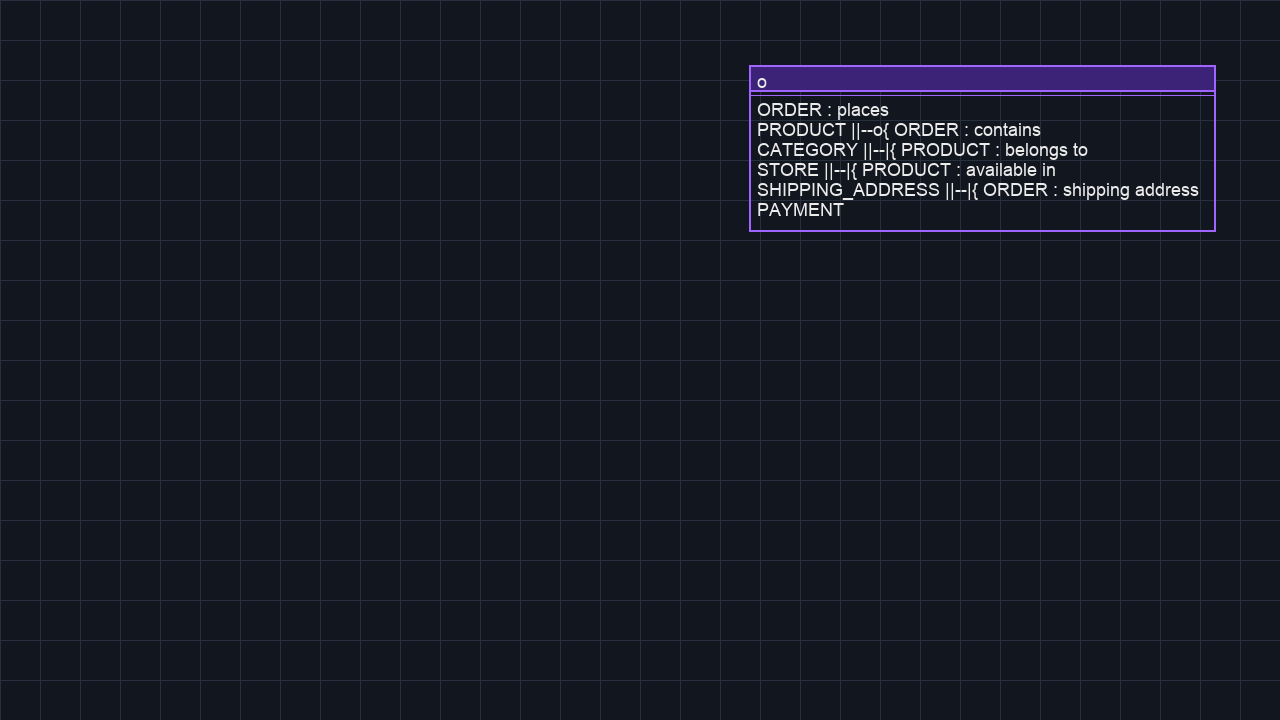 o
ORDER : places
PRODUCT ||--o{ ORDER : contains
CATEGORY ||--|{ PRODUCT : belongs to
STORE ||--|{ PRODUCT : available in
SHIPPING_ADDRESS ||--|{ ORDER : shipping address
PAYMENT